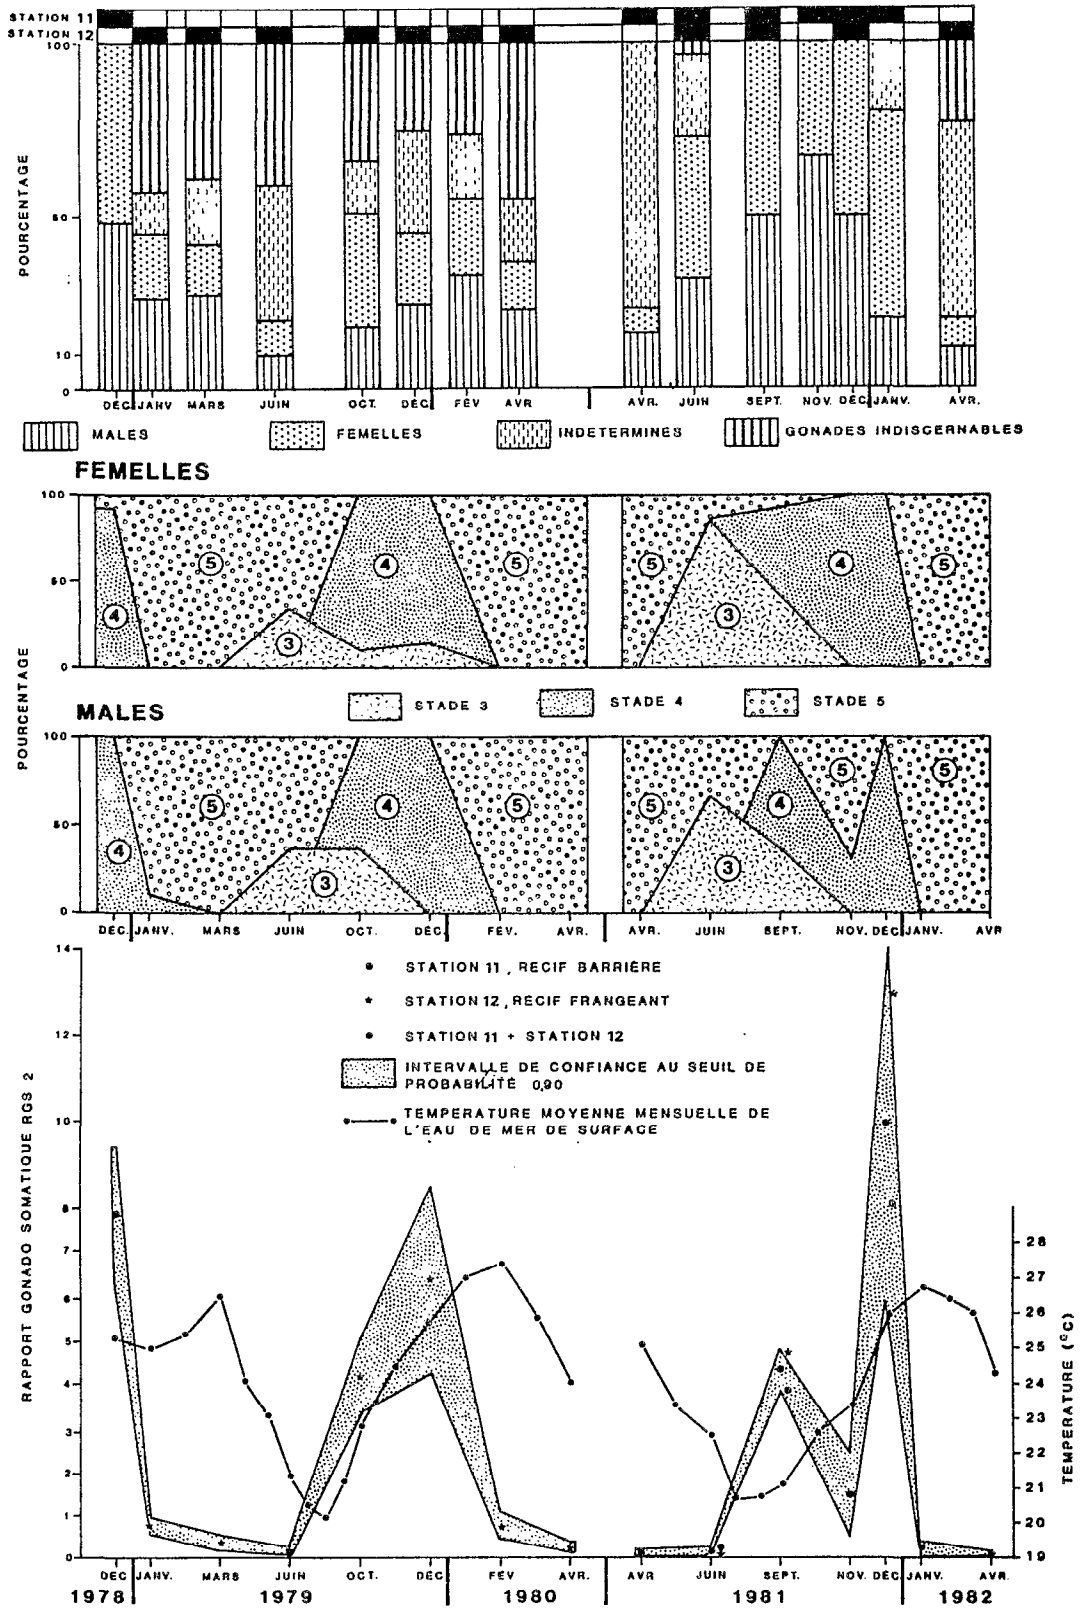 STATION 11
STATION 12
100
50
10
0
POURCENTAGE
DEC. JANV MARS JUIN OCT. DEC FEV AVR AVR. JUIN SEPT. NOV. DEC. JANV. AVR.
MALES FEMELLES INDETERMINES GONADES INDISCERNABLES
FEMELLES
100
50
0
5 4 5 5 4 5
4 3 3
POURCENTAGE
STADE 3 STADE 4 STADE 5
MALES
100
50
0
5 4 5 5 4 5 5
4 3 3
DEC. JANV. MARS JUIN OCT. DEC. FEV. AVR. AVR. JUIN SEPT. NOV. DEC. JANV. AVR
14
12
10
8
7
6
5
4
3
2
1
0
RAPPORT GONADO SOMATIQUE RGS 2
STATION 11, RECIF BARRIÈRE
STATION 12, RECIF FRANGEANT
STATION 11 + STATION 12
INTERVALLE DE CONFIANCE AU SEUIL DE
PROBABILITÉ 0,90
TEMPERATURE MOYENNE MENSUELLE DE
L'EAU DE MER DE SURFACE
28
27
26
25
24
23
22
21
20
19
TEMPERATURE (°C)
DEC JANV. MARS JUIN OCT. DEC FEV AVR. AVR JUIN SEPT. NOV. DEC. JANV. AVR.
1978 1979 1980 1981 1982